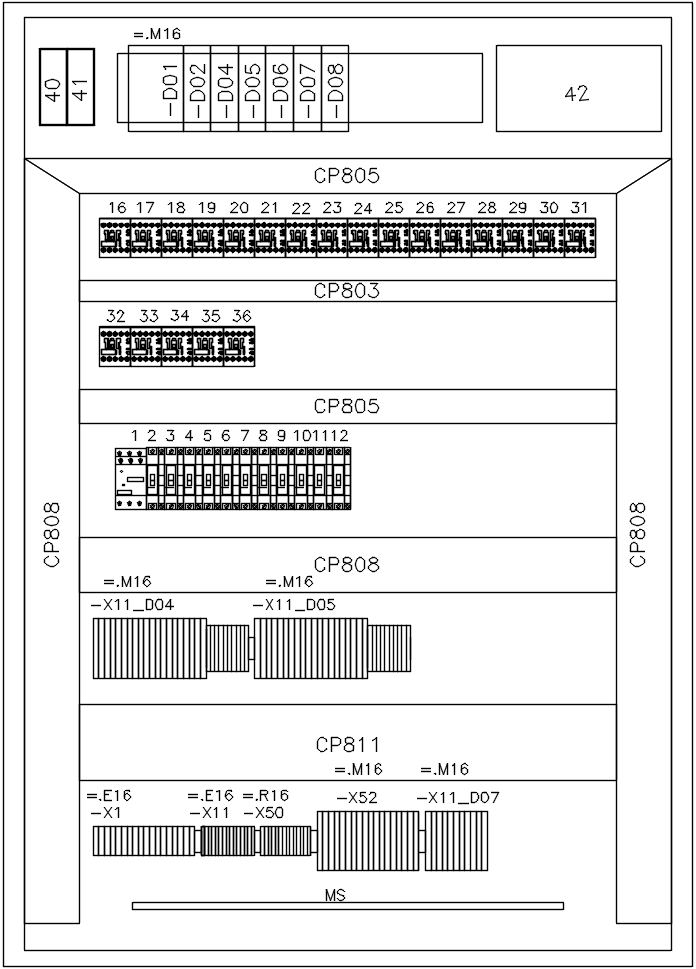 =.M16
40 41 -D01 -D02 -D04 -D05 -D06 -D07 -D08 42
CP805
16 17 18 19 20 21 22 23 24 25 26 27 28 29 30 31
CP803
32 33 34 35 36
CP805
1 2 3 4 5 6 7 8 9 10 11 12
CP808 CP808
CP808
=.M16 =.M16
-X11_D04 -X11_D05
CP811
=.M16 =.M16
=.E16 =.E16 =.R16 -X52 -X11_D07
-X1 -X11 -X50
MS